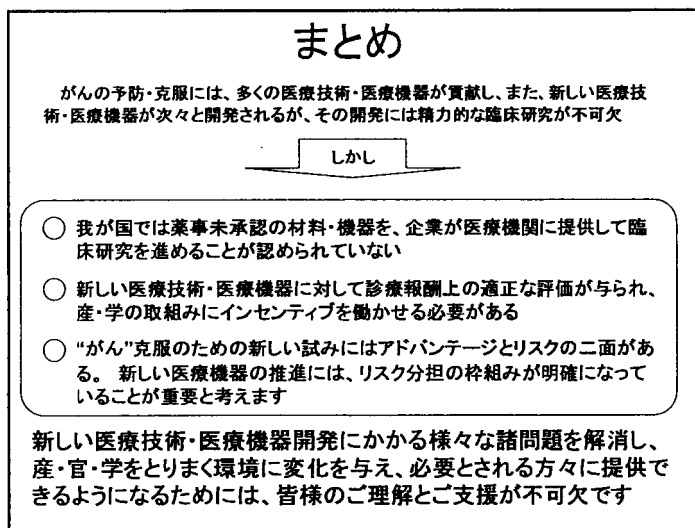 まとめ
がんの予防・克服には、多くの医療技術・医療機器が貢献し、また、新しい医療技
術・医療機器が次々と開発されるが、その開発には精力的な臨床研究が不可欠
しかし
○ 我が国では薬事未承認の材料・機器を、企業が医療機関に提供して臨
床研究を進めることが認められていない
○ 新しい医療技術・医療機器に対して診療報酬上の適正な評価が与られ、
産・学の取組みにインセンティブを働かせる必要がある
○ “がん”克服のための新しい試みにはアドバンテージとリスクの二面があ
る。 新しい医療機器の推進には、リスク分担の枠組みが明確になって
いることが重要と考えます
新しい医療技術・医療機器開発にかかる様々な諸問題を解消し、
産・官・学をとりまく環境に変化を与え、必要とされる方々に提供で
きるようになるためには、皆様のご理解とご支援が不可欠です